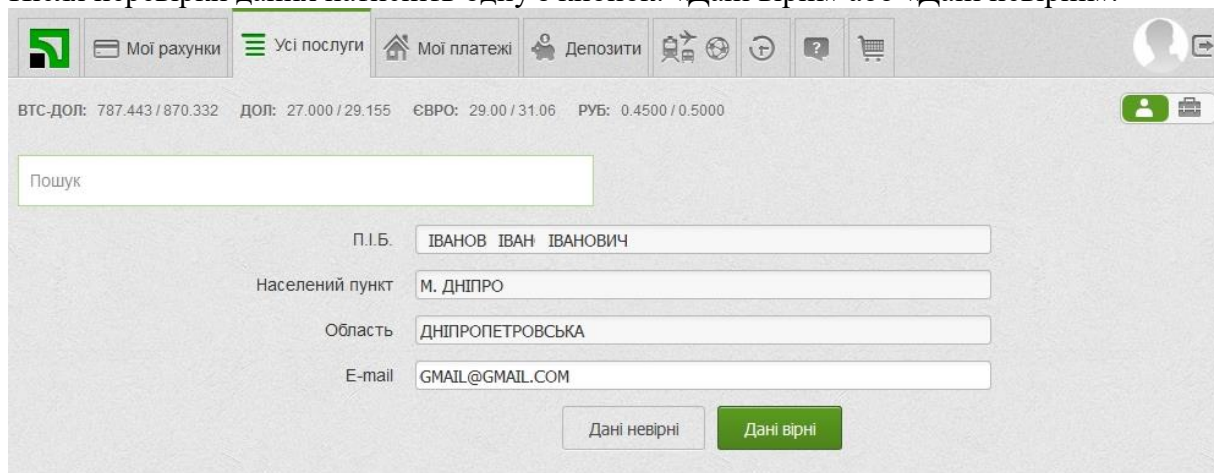 Після перевірки даних натисніть одну з кнопок: «Дані вірні» або «Дані невірні».
Мої рахунки Усі послуги Мої платежі Депозити ?
BTC-ДОЛ: 787.443 / 870.332 ДОЛ: 27.000 / 29.155 ЄВРО: 29.00 / 31.06 РУБ: 0.4500 / 0.5000
Пошук
П.І.Б. ІВАНОВ ІВАН ІВАНОВИЧ
Населений пункт М. ДНІПРО
Область ДНІПРОПЕТРОВСЬКА
E-mail GMAIL@GMAIL.COM
Дані невірні Дані вірні